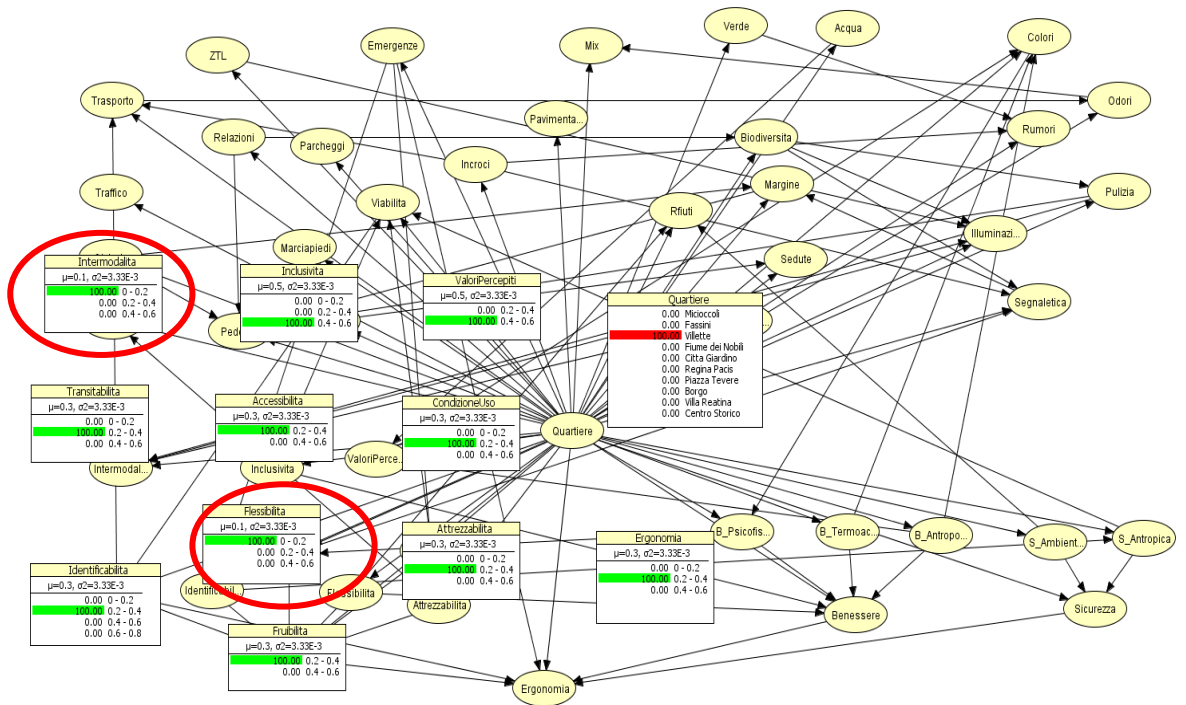 Emergenze
Mix
Verde
Acqua
Colori
ZTL
Trasporto
Odori
Relazioni
Parcheggi
Pavimenta...
Biodiversita
Rumori
Incroci
Traffico
Viabilita
Margine
Pulizia
Rfiuti
Illuminazi...
Marciapiedi
Sedute
Segnaletica
Intermodalita
μ=0.1, σ2=3.33E-3
100.00 0 - 0.2
0.00 0.2 - 0.4
0.00 0.4 - 0.6
Inclusivita
μ=0.5, σ2=3.33E-3
0.00 0 - 0.2
0.00 0.2 - 0.4
100.00 0.4 - 0.6
ValoriPercepiti
μ=0.5, σ2=3.33E-3
0.00 0.2 - 0.4
100.00 0.4 - 0.6
Quartiere
0.00 Micioccoli
0.00 Fassini
100.00 Villette
0.00 Fiume dei Nobili
0.00 Citta Giardino
0.00 Regina Pacis
0.00 Piazza Tevere
0.00 Borgo
0.00 Villa Reatina
0.00 Centro Storico
Pedo
Transitabilita
μ=0.3, σ2=3.33E-3
0.00 0 - 0.2
100.00 0.2 - 0.4
0.00 0.4 - 0.6
Accessibilita
μ=0.3, σ2=3.33E-3
100.00 0.2 - 0.4
0.00 0.4 - 0.6
CondizioneUso
μ=0.3, σ2=3.33E-3
0.00 0 - 0.2
100.00 0.2 - 0.4
0.00 0.4 - 0.6
Quartiere
Intermodal...
Inclusivita
ValoriPerce...
Flessibilita
μ=0.1, σ2=3.33E-3
100.00 0 - 0.2
0.00 0.2 - 0.4
0.00 0.4 - 0.6
Attrezzabilita
μ=0.3, σ2=3.33E-3
0.00 0 - 0.2
100.00 0.2 - 0.4
0.00 0.4 - 0.6
Ergonomia
μ=0.3, σ2=3.33E-3
0.00 0 - 0.2
100.00 0.2 - 0.4
0.00 0.4 - 0.6
B_Psicofis...
B_Termoac...
B_Antropo...
S_Ambient...
S_Antropica
Identificabilita
μ=0.3, σ2=3.33E-3
0.00 0 - 0.2
100.00 0.2 - 0.4
0.00 0.4 - 0.6
0.00 0.6 - 0.8
Identificabil...
Flessibilita
Attrezzabilita
Benessere
Sicurezza
Fruibilita
μ=0.3, σ2=3.33E-3
100.00 0.2 - 0.4
0.00 0.4 - 0.6
Ergonomia